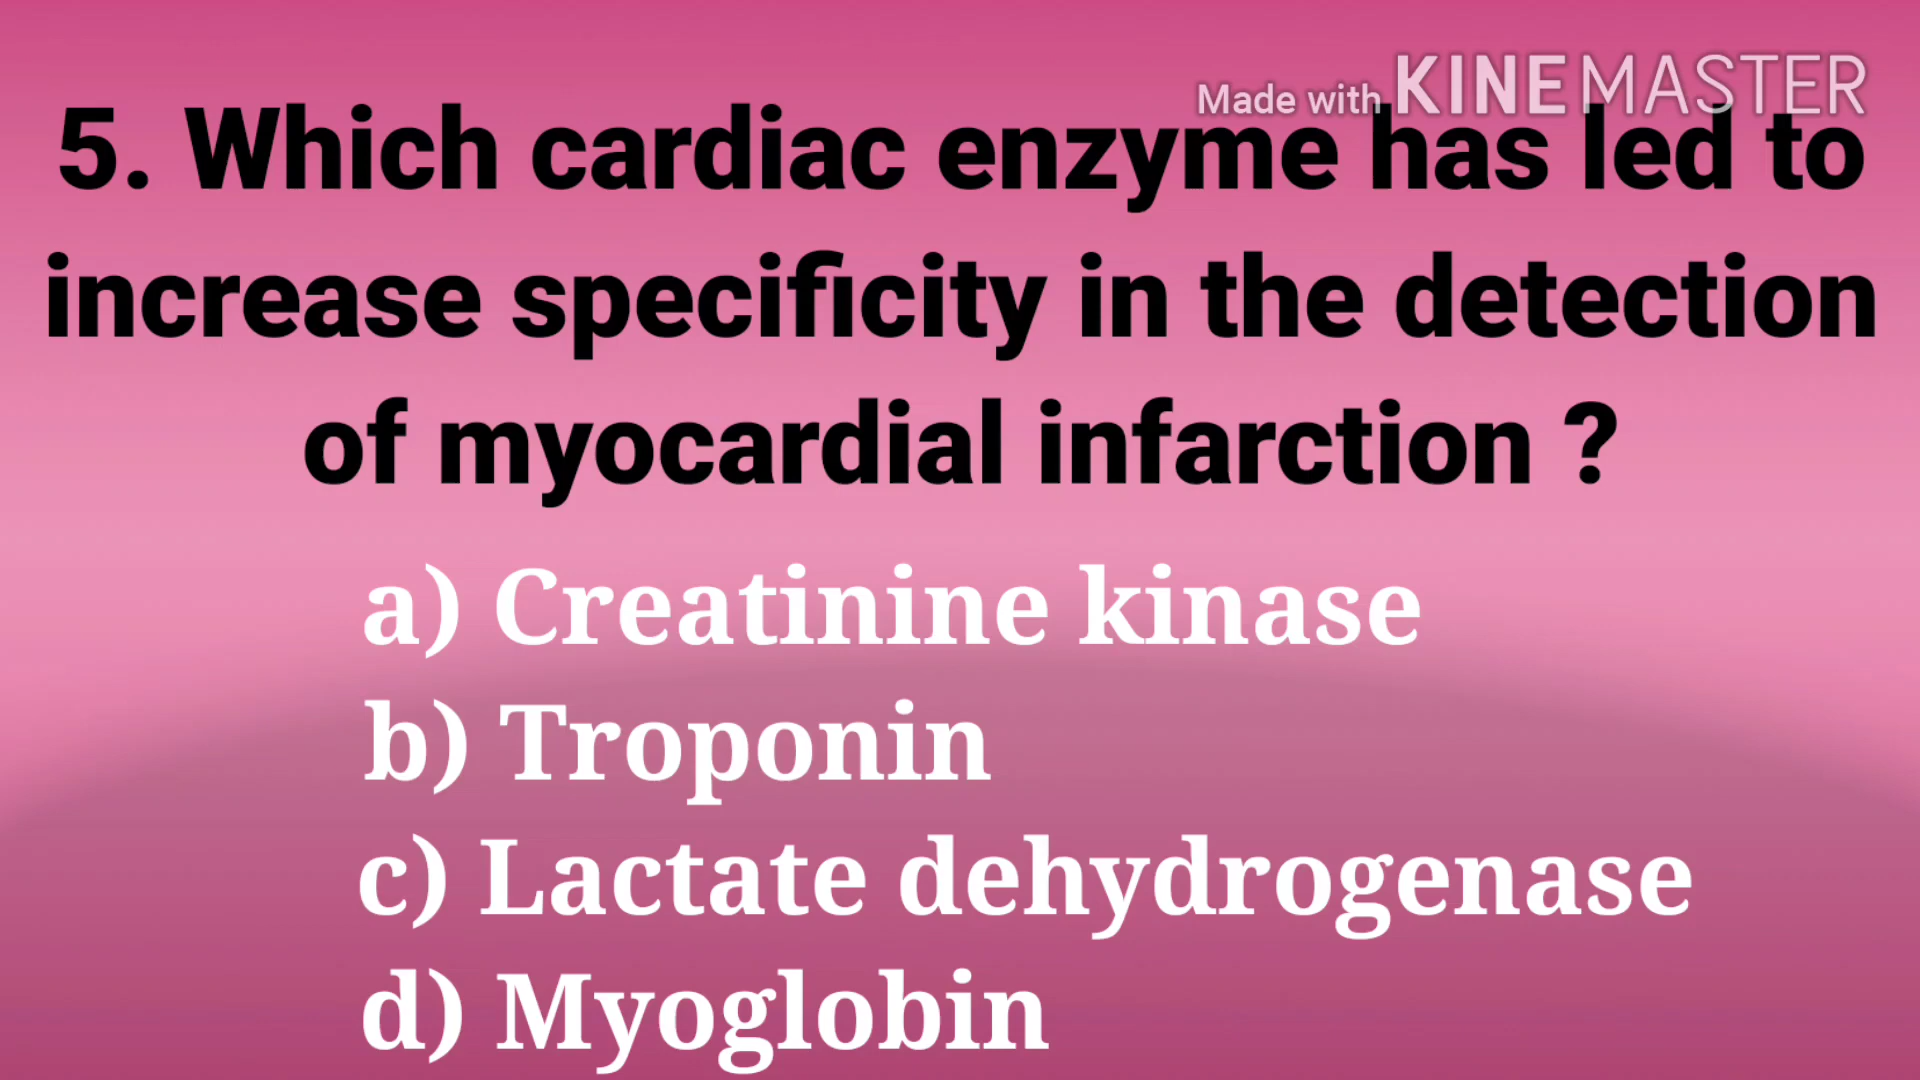 Made with KINEMASTER
5. Which cardiac enzyme has led to
increase specificity in the detection
of myocardial infarction ?
a) Creatinine kinase
b) Troponin
c) Lactate dehydrogenase
d) Myoglobin